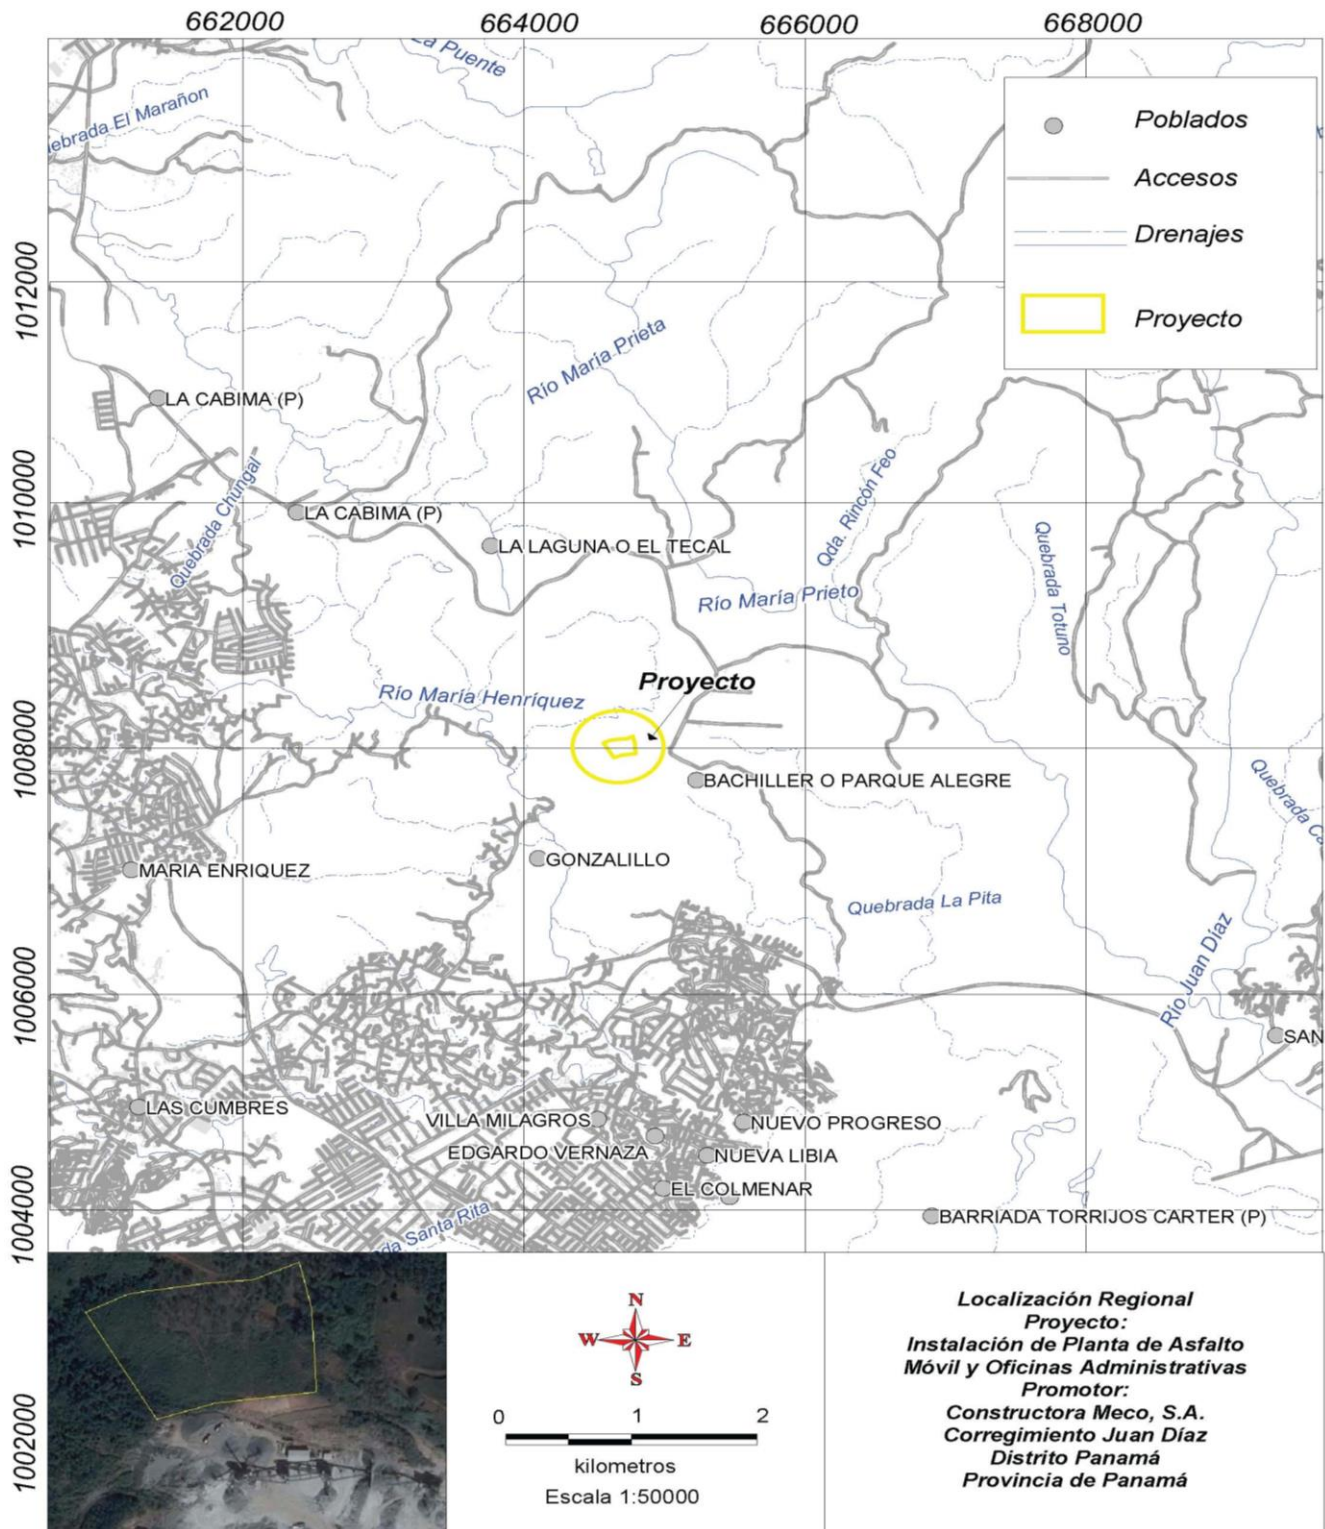 662000
664000
666000
668000
La Puente
Quebrada El Marañon
Poblados
Accesos
Drenajes
Proyecto
1012000
Río María Prieta
LA CABIMA (P)
Quebrada Chungal
1010000
LA CABIMA (P)
Qda. Rincón Feo
LA LAGUNA O EL TECAL
Quebrada Totuno
Río María Prieto
Proyecto
Río María Henríquez
1008000
BACHILLER O PARQUE ALEGRE
Quebrada Ca
GONZALILLO
MARIA ENRIQUEZ
Quebrada La Pita
Río Juan Díaz
1006000
SAN
LAS CUMBRES
VILLA MILAGROS
NUEVO PROGRESO
EDGARDO VERNAZA
NUEVA LIBIA
EL COLMENAR
1004000
BARRIADA TORRIJOS CARTER (P)
da Santa Rita
1002000
N
W E
S
0 1 2
kilometros
Escala 1:50000
Localización Regional
Proyecto:
Instalación de Planta de Asfalto
Móvil y Oficinas Administrativas
Promotor:
Constructora Meco, S.A.
Corregimiento Juan Díaz
Distrito Panamá
Provincia de Panamá